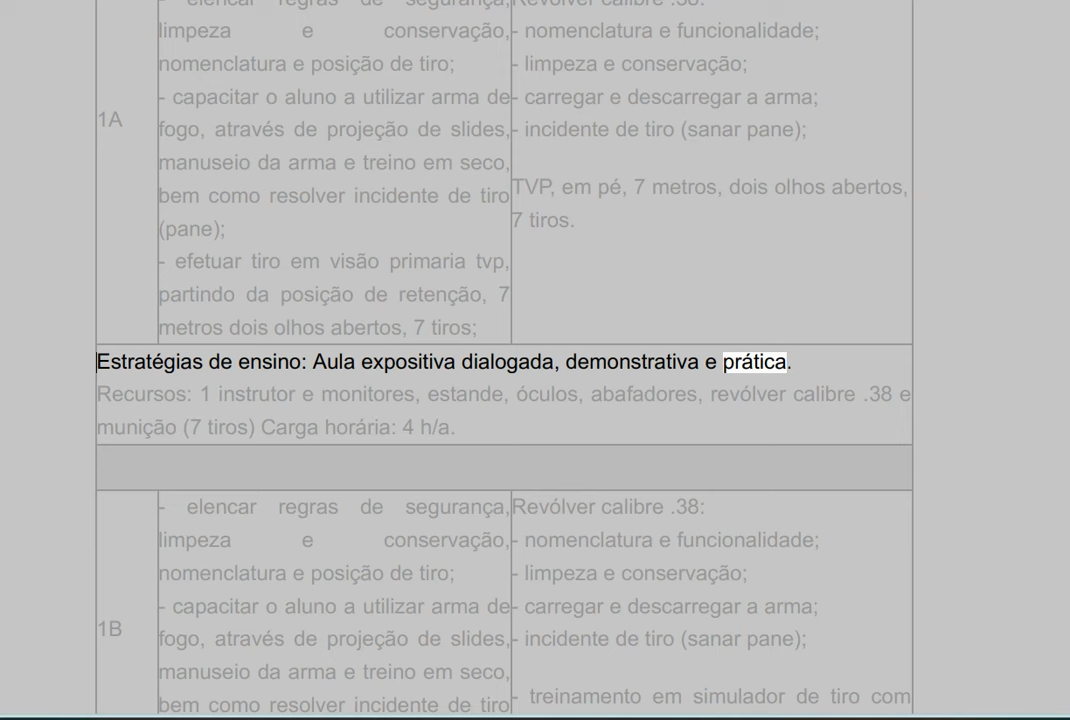 - elencar regras de segurança,
limpeza e conservação,
nomenclatura e posição de tiro;
- capacitar o aluno a utilizar arma de
fogo, através de projeção de slides,
manuseio da arma e treino em seco,
bem como resolver incidente de tiro
(pane);
- efetuar tiro em visão primaria tvp,
partindo da posição de retenção, 7
metros dois olhos abertos, 7 tiros;
1A
Revólver calibre .38:
- nomenclatura e funcionalidade;
- limpeza e conservação;
- carregar e descarregar a arma;
- incidente de tiro (sanar pane);
TVP, em pé, 7 metros, dois olhos abertos,
7 tiros.
Estratégias de ensino: Aula expositiva dialogada, demonstrativa e prática.
Recursos: 1 instrutor e monitores, estande, óculos, abafadores, revólver calibre .38 e
munição (7 tiros) Carga horária: 4 h/a.
1B
- elencar regras de segurança,
limpeza e conservação,
nomenclatura e posição de tiro;
- capacitar o aluno a utilizar arma de
fogo, através de projeção de slides,
manuseio da arma e treino em seco,
bem como resolver incidente de tiro
Revólver calibre .38:
- nomenclatura e funcionalidade;
- limpeza e conservação;
- carregar e descarregar a arma;
- incidente de tiro (sanar pane);
- treinamento em simulador de tiro com